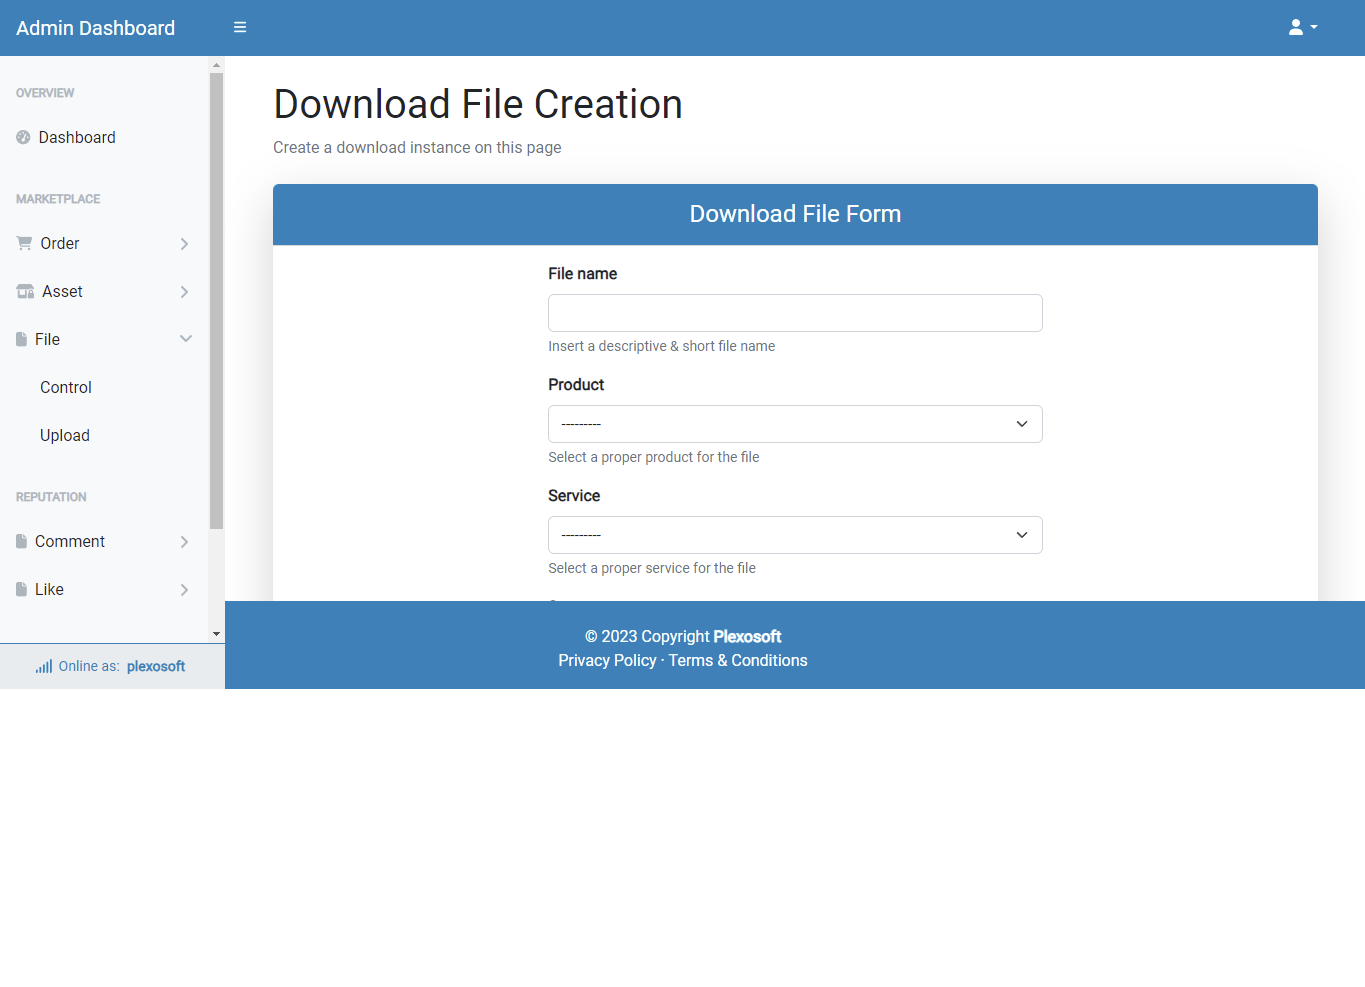 Admin Dashboard
OVERVIEW
Dashboard
MARKETPLACE
Order
Asset
File
Control
Upload
REPUTATION
Comment
Like
Online as: plexosoft
Download File Creation
Create a download instance on this page
Download File Form
File name
Insert a descriptive & short file name
Product
---------
Select a proper product for the file
Service
---------
Select a proper service for the file
© 2023 Copyright Plexosoft
Privacy Policy · Terms & Conditions